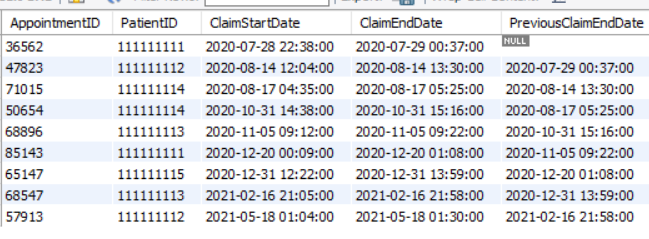 AppointmentID PatientID ClaimStartDate ClaimEndDate PreviousClaimEndDate
36562 111111111 2020-07-28 22:38:00 2020-07-29 00:37:00 NULL
47823 111111112 2020-08-14 12:04:00 2020-08-14 13:30:00 2020-07-29 00:37:00
71015 111111114 2020-08-17 04:35:00 2020-08-17 05:25:00 2020-08-14 13:30:00
50654 111111114 2020-10-31 14:38:00 2020-10-31 15:16:00 2020-08-17 05:25:00
68896 111111113 2020-11-05 09:12:00 2020-11-05 09:22:00 2020-10-31 15:16:00
85143 111111111 2020-12-20 00:09:00 2020-12-20 01:08:00 2020-11-05 09:22:00
65147 111111115 2020-12-31 12:22:00 2020-12-31 13:59:00 2020-12-20 01:08:00
68547 111111113 2021-02-16 21:05:00 2021-02-16 21:58:00 2020-12-31 13:59:00
57913 111111112 2021-05-18 01:04:00 2021-05-18 01:30:00 2021-02-16 21:58:00